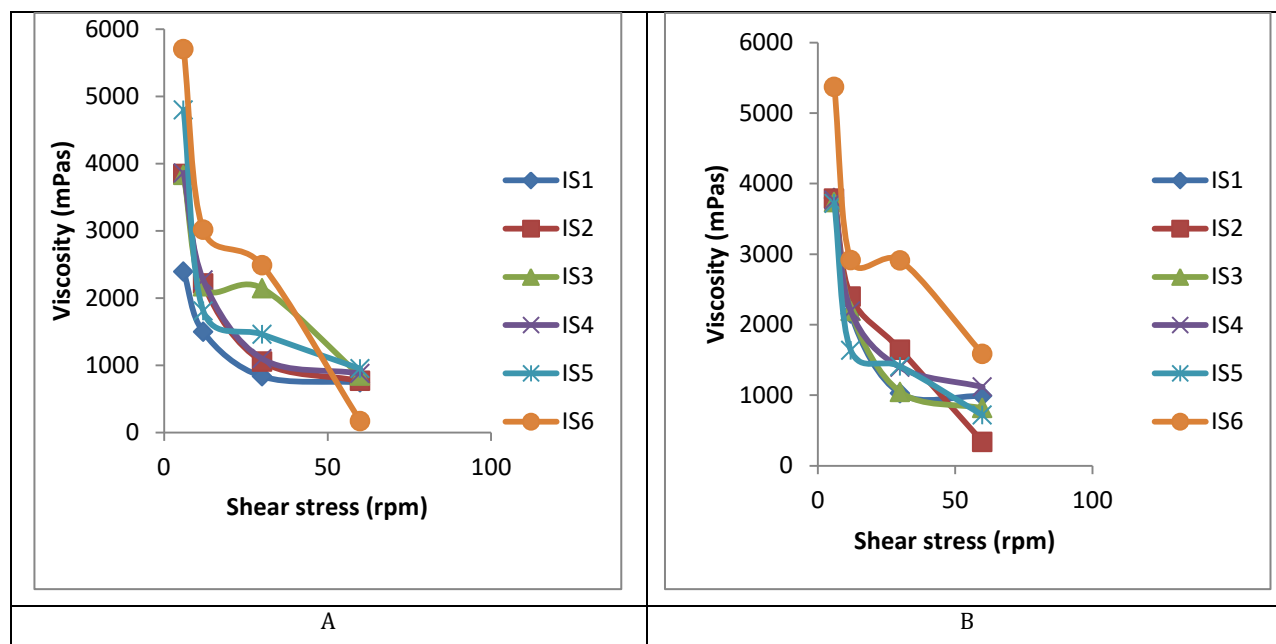 6000
5000
4000
3000
2000
1000
0
0
50
100
Viscosity (mPas)
Shear stress (rpm)
IS1
IS2
IS3
IS4
IS5
IS6
6000
5000
4000
3000
2000
1000
0
0
50
100
Viscosity (mPas)
Shear stress (rpm)
IS1
IS2
IS3
IS4
IS5
IS6
A
B